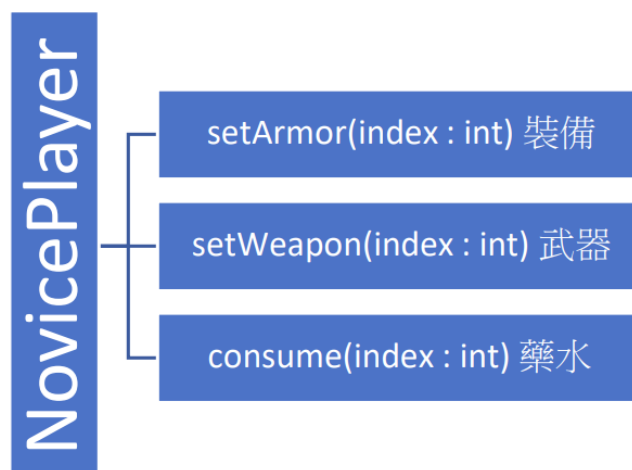 NovicePlayer
setArmor(index : int) 裝備
setWeapon(index : int) 武器
consume(index : int) 藥水